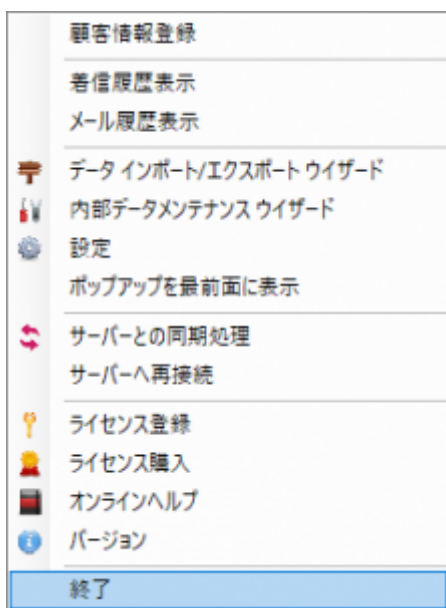 顧客情報登録
着信履歴表示
メール履歴表示
データ インポート/エクスポート ウイザード
内部データメンテナンス ウイザード
設定
ポップアップを最前面に表示
サーバーとの同期処理
サーバーへ再接続
ライセンス登録
ライセンス購入
オンラインヘルプ
バージョン
終了